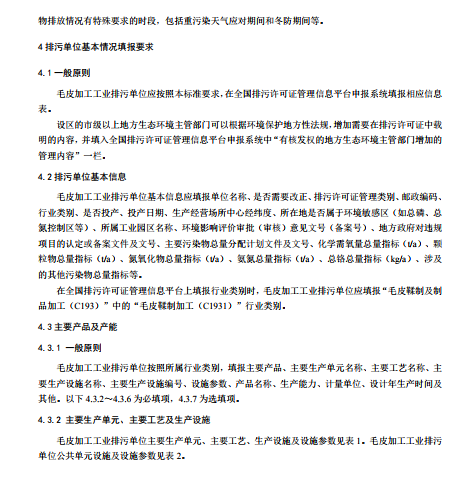 物排放情况有特殊要求的时段，包括重污染天气应对期间和冬防期间等。
4 排污单位基本情况填报要求
4.1 一般原则
毛皮加工工业排污单位应按照本标准要求，在全国排污许可证管理信息平台申报系统填报相应信息
表。
设区的市级以上地方生态环境主管部门可以根据环境保护地方性法规，增加需要在排污许可证中载
明的内容，并填入全国排污许可证管理信息平台申报系统中“有核发权的地方生态环境主管部门增加的
管理内容”一栏。
4.2 排污单位基本信息
毛皮加工工业排污单位基本信息应填报单位名称、是否需要改正、排污许可证管理类别、邮政编码、
行业类别、是否投产、投产日期、生产经营场所中心经纬度、所在地是否属于环境敏感区（如总磷、总
氮控制区等）、所属工业园区名称、环境影响评价审批（审核）意见文号（备案号）、地方政府对违规
项目的认定或备案文件及文号、主要污染物总量分配计划文件及文号、化学需氧量总量指标（t/a）、颗
粒物总量指标（t/a）、氮氧化物总量指标（t/a）、氨氮总量指标（t/a）、总铬总量指标（kg/a）、涉及
的其他污染物总量指标等。
在全国排污许可证管理信息平台上填报行业类别时，毛皮加工工业排污单位应填报“毛皮鞣制及制
品加工（C193）”中的“毛皮鞣制加工（C1931）”行业类别。
4.3 主要产品及产能
4.3.1 一般原则
毛皮加工工业排污单位按照所属行业类别，填报主要产品、主要生产单元名称、主要工艺名称、主
要生产设施名称、主要生产设施编号、设施参数、产品名称、生产能力、计量单位、设计年生产时间及
其他。以下 4.3.2～4.3.6 为必填项，4.3.7 为选填项。
4.3.2 主要生产单元、主要工艺及生产设施
毛皮加工工业排污单位主要生产单元、主要工艺、生产设施及设施参数见表 1。毛皮加工工业排污
单位公共单元设施及设施参数见表 2。